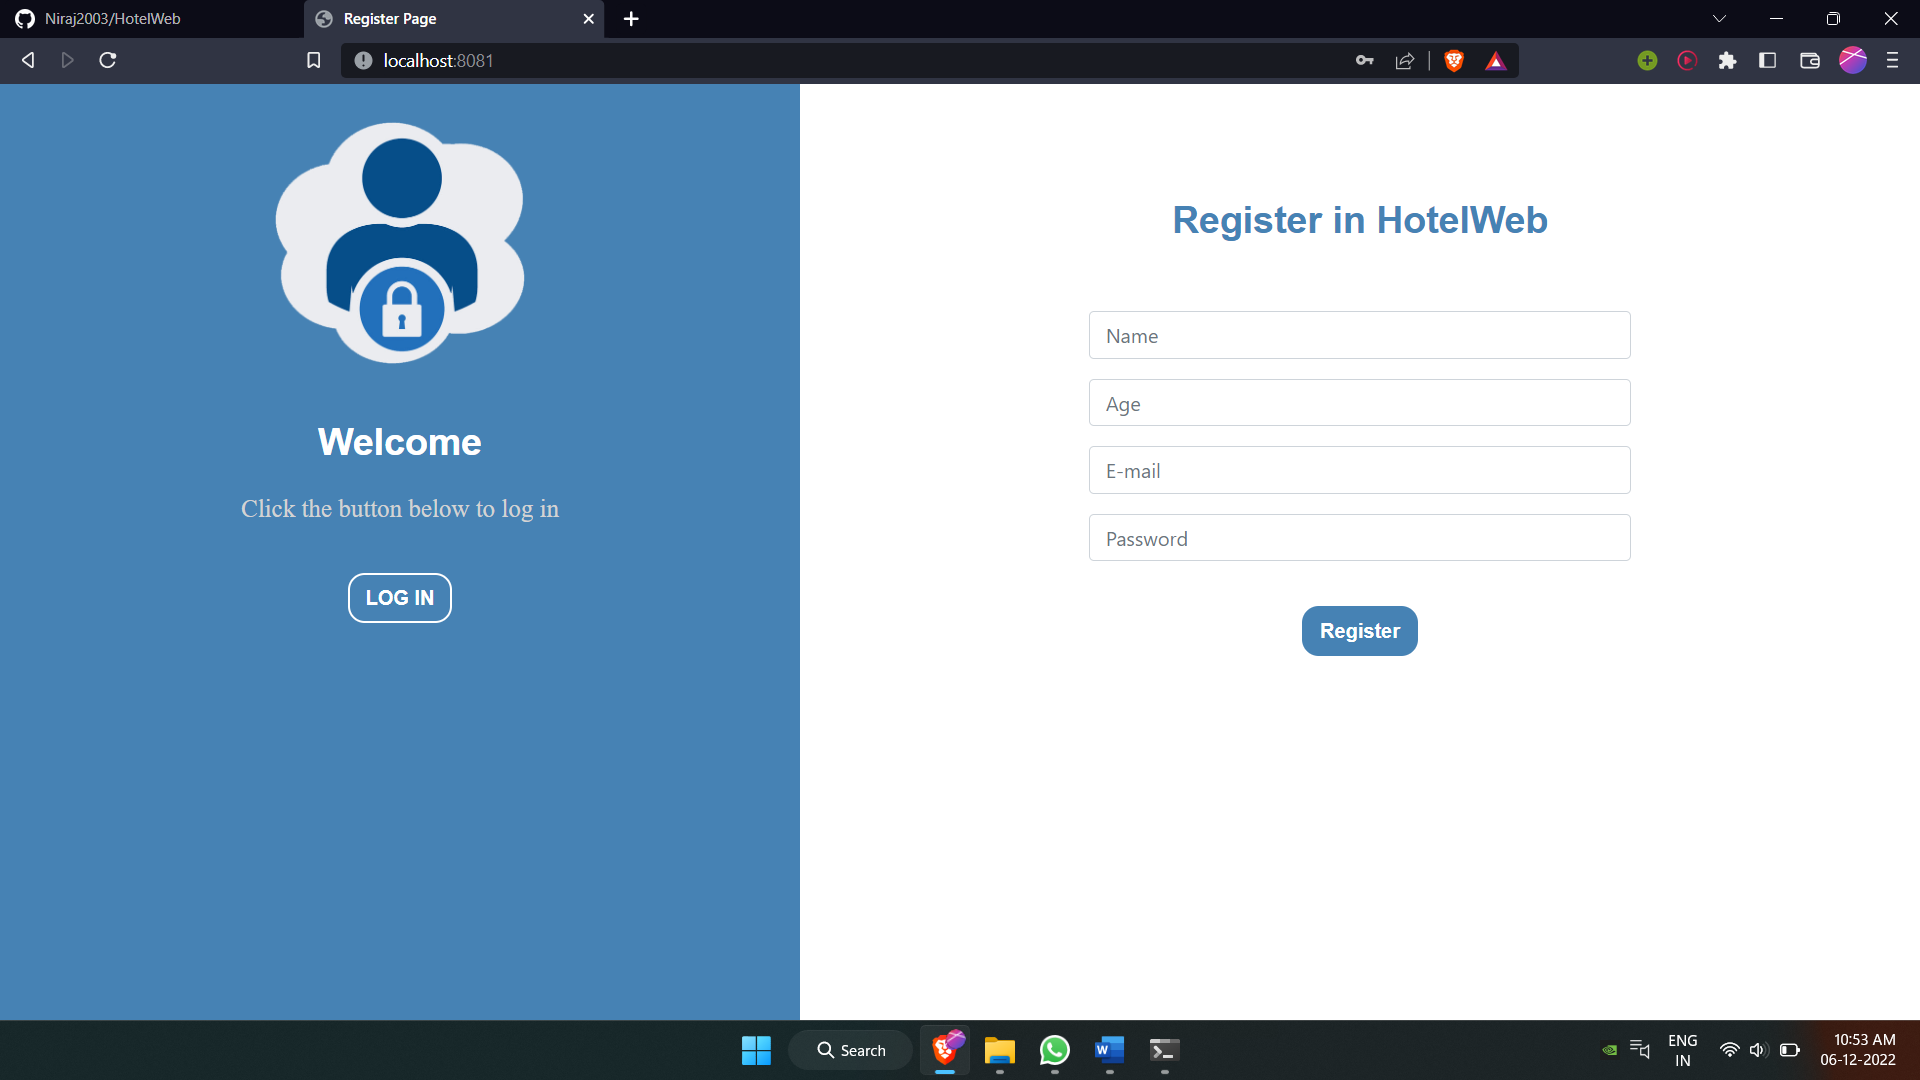 Niraj2003/HotelWeb
Register Page
localhost:8081
Welcome
Click the button below to log in
LOG IN
Register in HotelWeb
Name
Age
E-mail
Password
Register
Search
W
ENG
IN
10:53 AM
06-12-2022